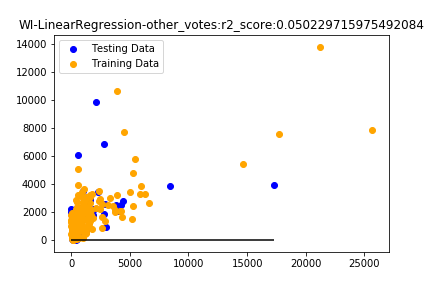 WI-LinearRegression-other_votes:r2_score:0.050229715975492084
Testing Data
Training Data
14000
12000
10000
8000
6000
4000
2000
0
0 5000 10000 15000 20000 25000